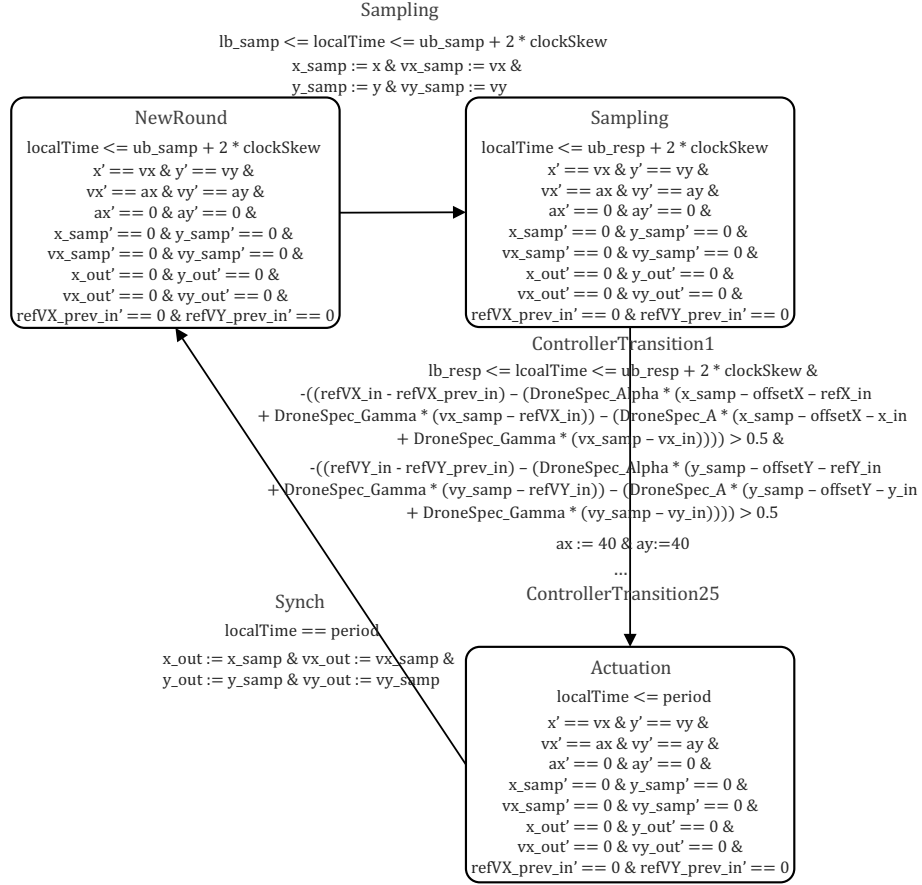 Sampling
lb_samp <= localTime <= ub_samp + 2 * clockSkew
x_samp := x & vx_samp := vx &
y_samp := y & vy_samp := vy
NewRound
localTime <= ub_samp + 2 * clockSkew
x’ == vx & y’ == vy &
vx’ == ax & vy’ == ay &
ax’ == 0 & ay’ == 0 &
x_samp’ == 0 & y_samp’ == 0 &
vx_samp’ == 0 & vy_samp’ == 0 &
x_out’ == 0 & y_out’ == 0 &
vx_out’ == 0 & vy_out’ == 0 &
refVX_prev_in’ == 0 & refVY_prev_in’ == 0
Sampling
localTime <= ub_resp + 2 * clockSkew
x’ == vx & y’ == vy &
vx’ == ax & vy’ == ay &
ax’ == 0 & ay’ == 0 &
x_samp’ == 0 & y_samp’ == 0 &
vx_samp’ == 0 & vy_samp’ == 0 &
x_out’ == 0 & y_out’ == 0 &
vx_out’ == 0 & vy_out’ == 0 &
refVX_prev_in’ == 0 & refVY_prev_in’ == 0
ControllerTransition1
lb_resp <= lcoalTime <= ub_resp + 2 * clockSkew &
-((refVX_in - refVX_prev_in) – (DroneSpec_Alpha * (x_samp – offsetX – refX_in
+ DroneSpec_Gamma * (vx_samp – refVX_in)) – (DroneSpec_A * (x_samp – offsetX – x_in
+ DroneSpec_Gamma * (vx_samp – vx_in)))) > 0.5 &
-((refVY_in - refVY_prev_in) – (DroneSpec_Alpha * (y_samp – offsetY – refY_in
+ DroneSpec_Gamma * (vy_samp – refVY_in)) – (DroneSpec_A * (y_samp – offsetY – y_in
+ DroneSpec_Gamma * (vy_samp – vy_in)))) > 0.5
ax := 40 & ay:=40
...
ControllerTransition25
Synch
localTime == period
x_out := x_samp & vx_out := vx_samp &
y_out := y_samp & vy_out := vy_samp
Actuation
localTime <= period
x’ == vx & y’ == vy &
vx’ == ax & vy’ == ay &
ax’ == 0 & ay’ == 0 &
x_samp’ == 0 & y_samp’ == 0 &
vx_samp’ == 0 & vy_samp’ == 0 &
x_out’ == 0 & y_out’ == 0 &
vx_out’ == 0 & vy_out’ == 0 &
refVX_prev_in’ == 0 & refVY_prev_in’ == 0